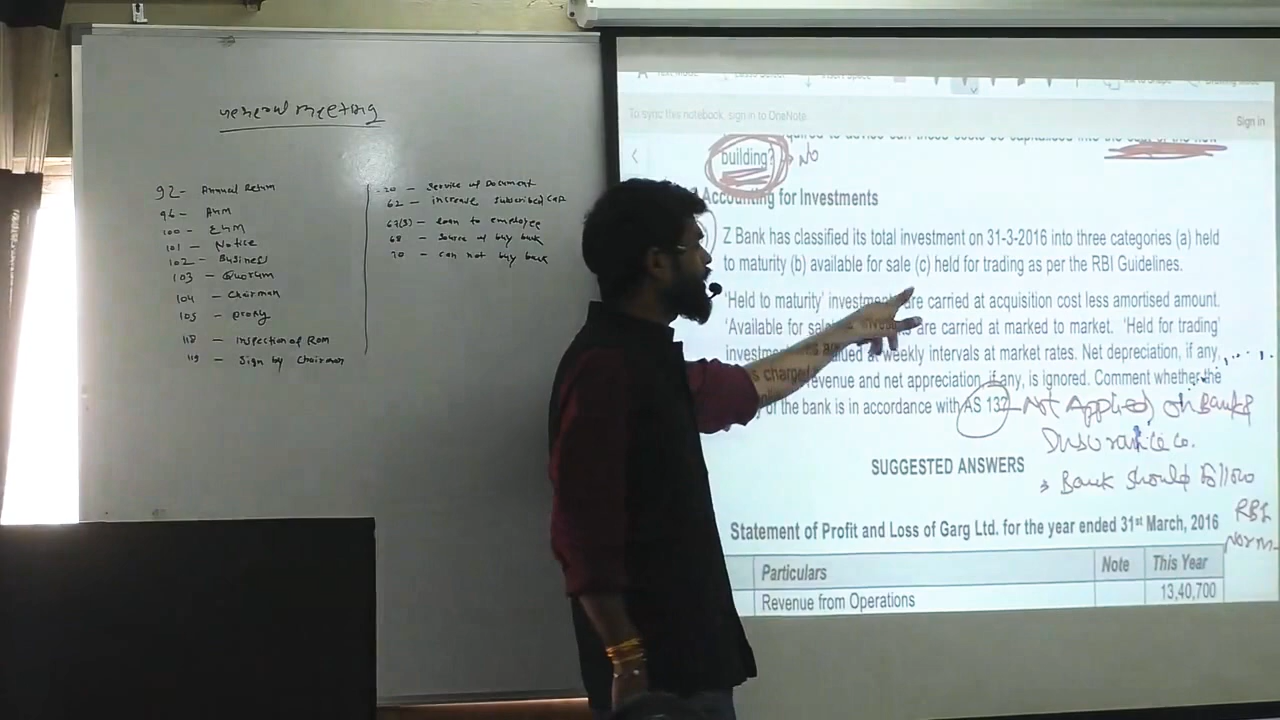 General meeting
92 - Annual Return
96 - AGM
100 - EGM
101 - Notice
102 - Business
103 - Quorum
104 - Chairman
105 - proxy
118 - inspection of
119 - Sign by Chairman
20 - Service of Document
62 - increase Subscribed Cap
67(3) - loan to employee
68 - Source of buy back
70 - can not buy back
To sync this notebook, sign in to OneNote.
Sign in
building? → No
Accounting for Investments
Z Bank has classified its total investment on 31-3-2016 into three categories (a) held
to maturity (b) available for sale (c) held for trading as per the RBI Guidelines.
'Held to maturity' investments are carried at acquisition cost less amortised amount.
'Available for sale' are carried at marked to market. 'Held for trading'
at weekly intervals at market rates. Net depreciation, if any,
is charged revenue and net appreciation, if any, is ignored. Comment whether the
of the bank is in accordance with AS 13?
Not Applied on Bank &
Insurance Co.
→ Bank should follow
RBI
Norm
SUGGESTED ANSWERS
Statement of Profit and Loss of Garg Ltd. for the year ended 31st March, 2016
Particulars Note This Year
Revenue from Operations 13,40,700